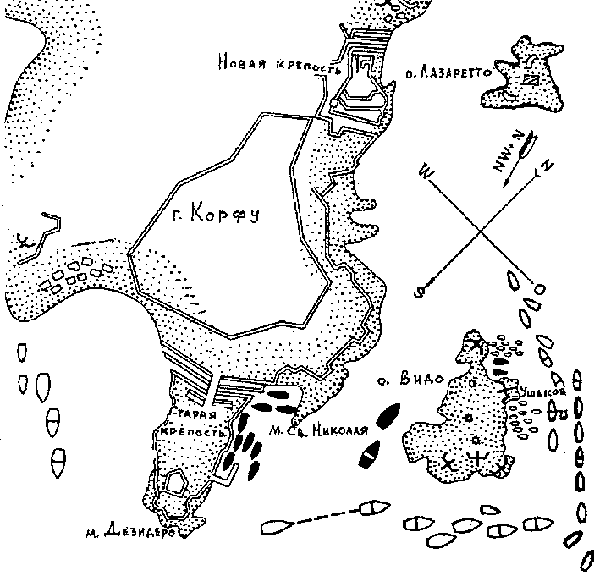 Новая крепость
о. Лазаретто
NW+N
W
N
г. Корфу
о. Видо
Ушаков
Старая
крепость
м. Св. Николая
м. Дезидеро